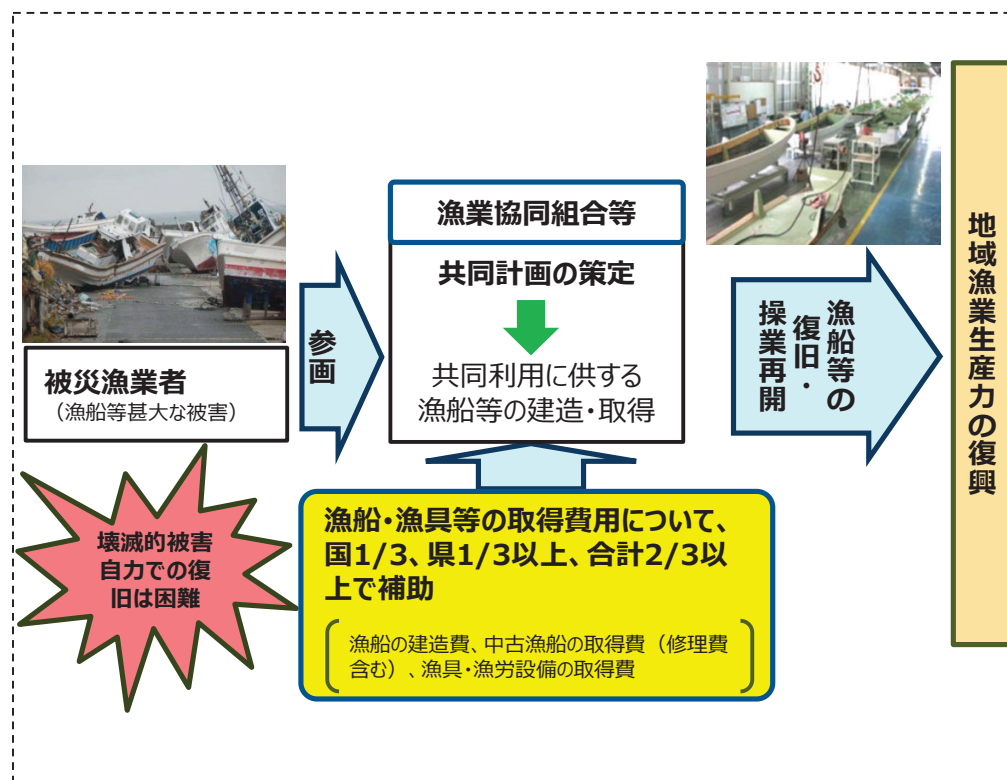 被災漁業者
（漁船等甚大な被害）
壊滅的被害
自力での復
旧は困難
参画
漁業協同組合等
共同計画の策定
共同利用に供する
漁船等の建造・取得
漁船・漁具等の取得費用について、
国1/3、県1/3以上、合計2/3以
上で補助
漁船の建造費、中古漁船の取得費（修理費
含む）、漁具・漁労設備の取得費
漁船等の
復旧・
操業再開
地域漁業生産力の復興